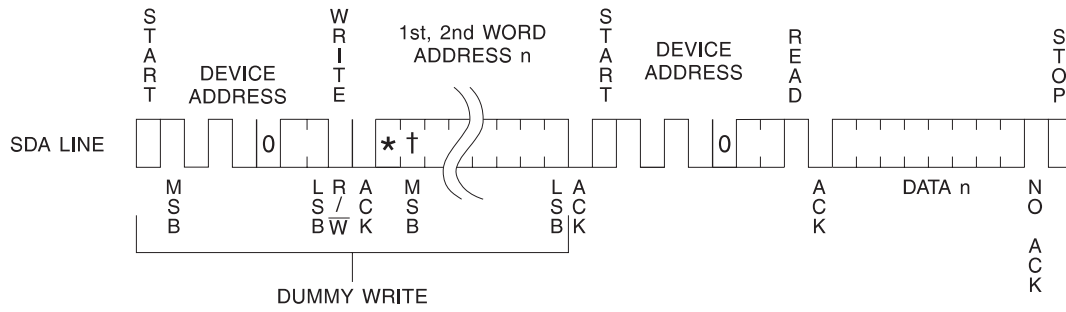 START
WRITE
START
READ
STOP
1st, 2nd WORD
ADDRESS n
DEVICE
ADDRESS
DEVICE
ADDRESS
SDA LINE
0
* †
0
MSB
LSB
R/W̅
ACK
MSB
LSB
ACK
ACK
DATA n
NO ACK
DUMMY WRITE